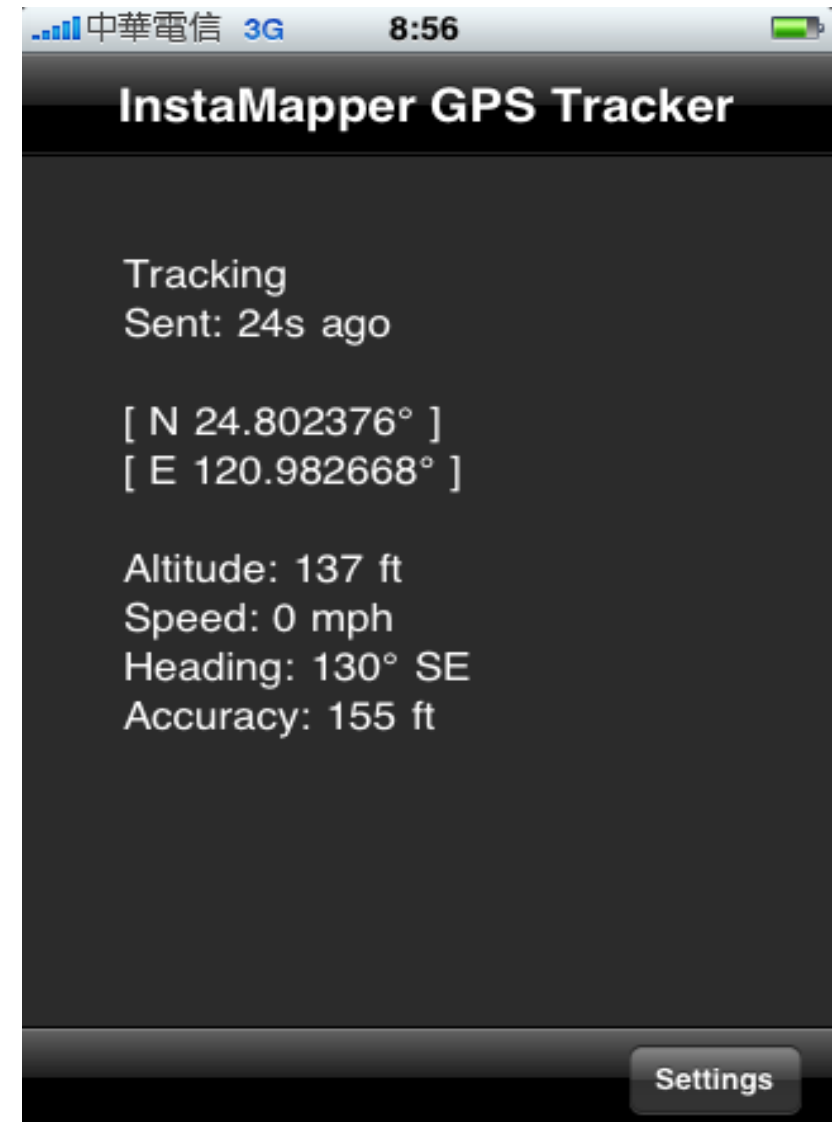 中華電信 3G 8:56
InstaMapper GPS Tracker
Tracking
Sent: 24s ago
[ N 24.802376° ]
[ E 120.982668° ]
Altitude: 137 ft
Speed: 0 mph
Heading: 130° SE
Accuracy: 155 ft
Settings